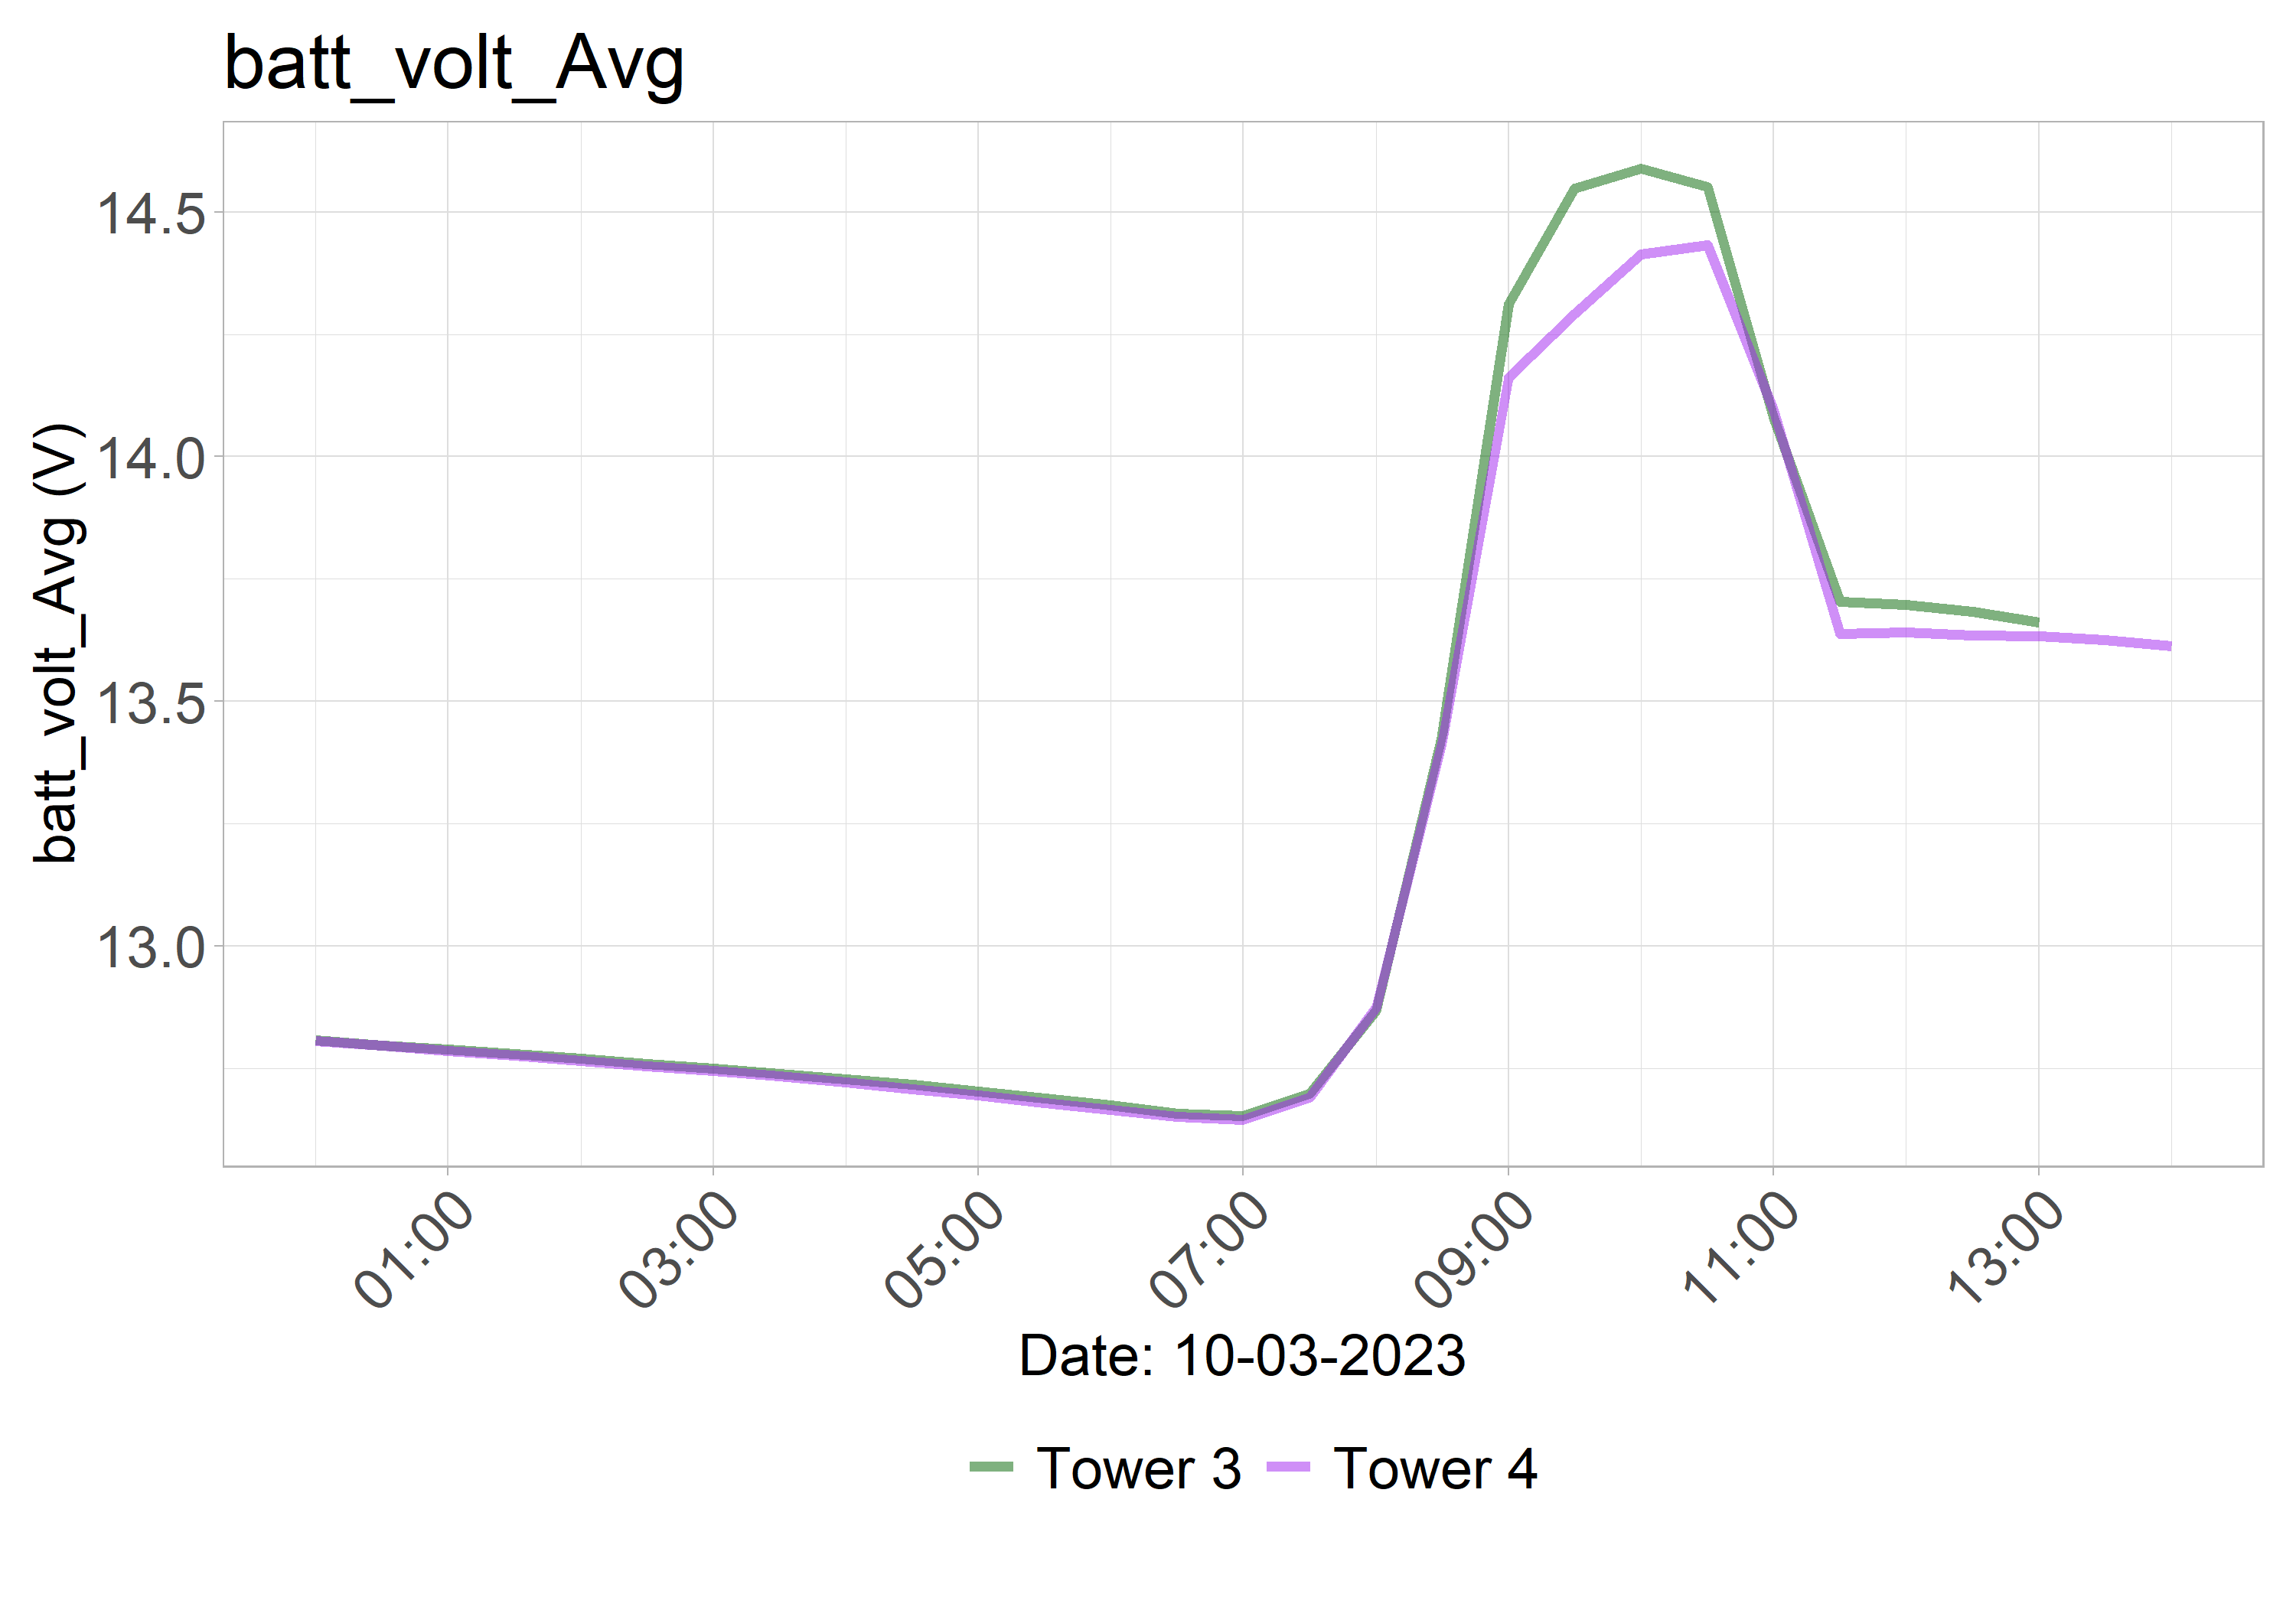 batt_volt_Avg
batt_volt_Avg (V)
14.5
14.0
13.5
13.0
01:00 03:00 05:00 07:00 09:00 11:00 13:00
Date: 10-03-2023
Tower 3 Tower 4